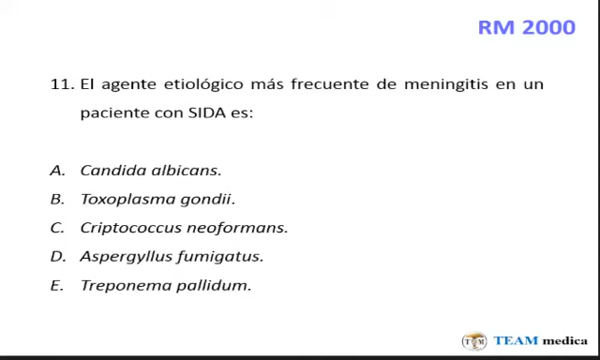 RM 2000
11. El agente etiológico más frecuente de meningitis en un
paciente con SIDA es:
A. Candida albicans.
B. Toxoplasma gondii.
C. Criptococcus neoformans.
D. Aspergyllus fumigatus.
E. Treponema pallidum.
TEAM medica